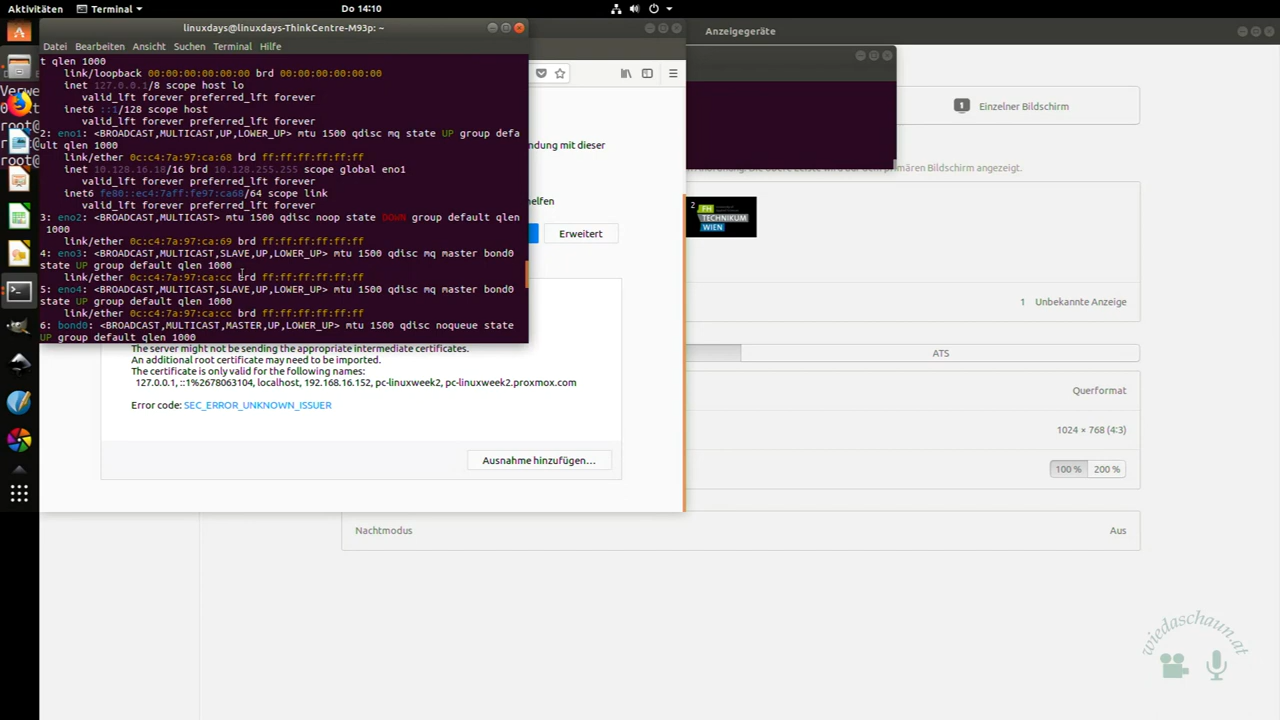 Aktivitäten
Terminal
Do 14:10
linuxdays@linuxdays-ThinkCentre-M93p: ~
Anzeigegeräte
Datei Bearbeiten Ansicht Suchen Terminal Hilfe
t qlen 1000
link/loopback 00:00:00:00:00:00 brd 00:00:00:00:00:00
inet 127.0.0.1/8 scope host lo
valid_lft forever preferred_lft forever
inet6 ::1/128 scope host
valid_lft forever preferred_lft forever
2: eno1: <BROADCAST,MULTICAST,UP,LOWER_UP> mtu 1500 qdisc mq state UP group defa
ult qlen 1000
link/ether 0c:c4:7a:97:ca:68 brd ff:ff:ff:ff:ff:ff
inet 10.128.16.18/16 brd 10.128.255.255 scope global eno1
valid_lft forever preferred_lft forever
inet6 fe80::ec4:7aff:fe97:ca68/64 scope link
valid_lft forever preferred_lft forever
3: eno2: <BROADCAST,MULTICAST> mtu 1500 qdisc noop state DOWN group default qlen
1000
link/ether 0c:c4:7a:97:ca:69 brd ff:ff:ff:ff:ff:ff
4: eno3: <BROADCAST,MULTICAST,SLAVE,UP,LOWER_UP> mtu 1500 qdisc mq master bond0
state UP group default qlen 1000
link/ether 0c:c4:7a:97:ca:cc brd ff:ff:ff:ff:ff:ff
5: eno4: <BROADCAST,MULTICAST,SLAVE,UP,LOWER_UP> mtu 1500 qdisc mq master bond0
state UP group default qlen 1000
link/ether 0c:c4:7a:97:ca:cc brd ff:ff:ff:ff:ff:ff
6: bond0: <BROADCAST,MULTICAST,MASTER,UP,LOWER_UP> mtu 1500 qdisc noqueue state
UP group default qlen 1000
Verwe
root@
root@
root@
ndung mit dieser
elfen
Erweitert
The server might not be sending the appropriate intermediate certificates.
An additional root certificate may need to be imported.
The certificate is only valid for the following names:
127.0.0.1, ::1%2678063104, localhost, 192.168.16.152, pc-linuxweek2, pc-linuxweek2.proxmox.com
Error code: SEC_ERROR_UNKNOWN_ISSUER
Ausnahme hinzufügen…
1 Einzelner Bildschirm
primären Bildschirm angezeigt.
2
FH
TECHNIKUM
WIEN
1 Unbekannte Anzeige
ATS
Querformat
1024 × 768 (4:3)
100 % 200 %
Nachtmodus
Aus
wiedaschaun.at